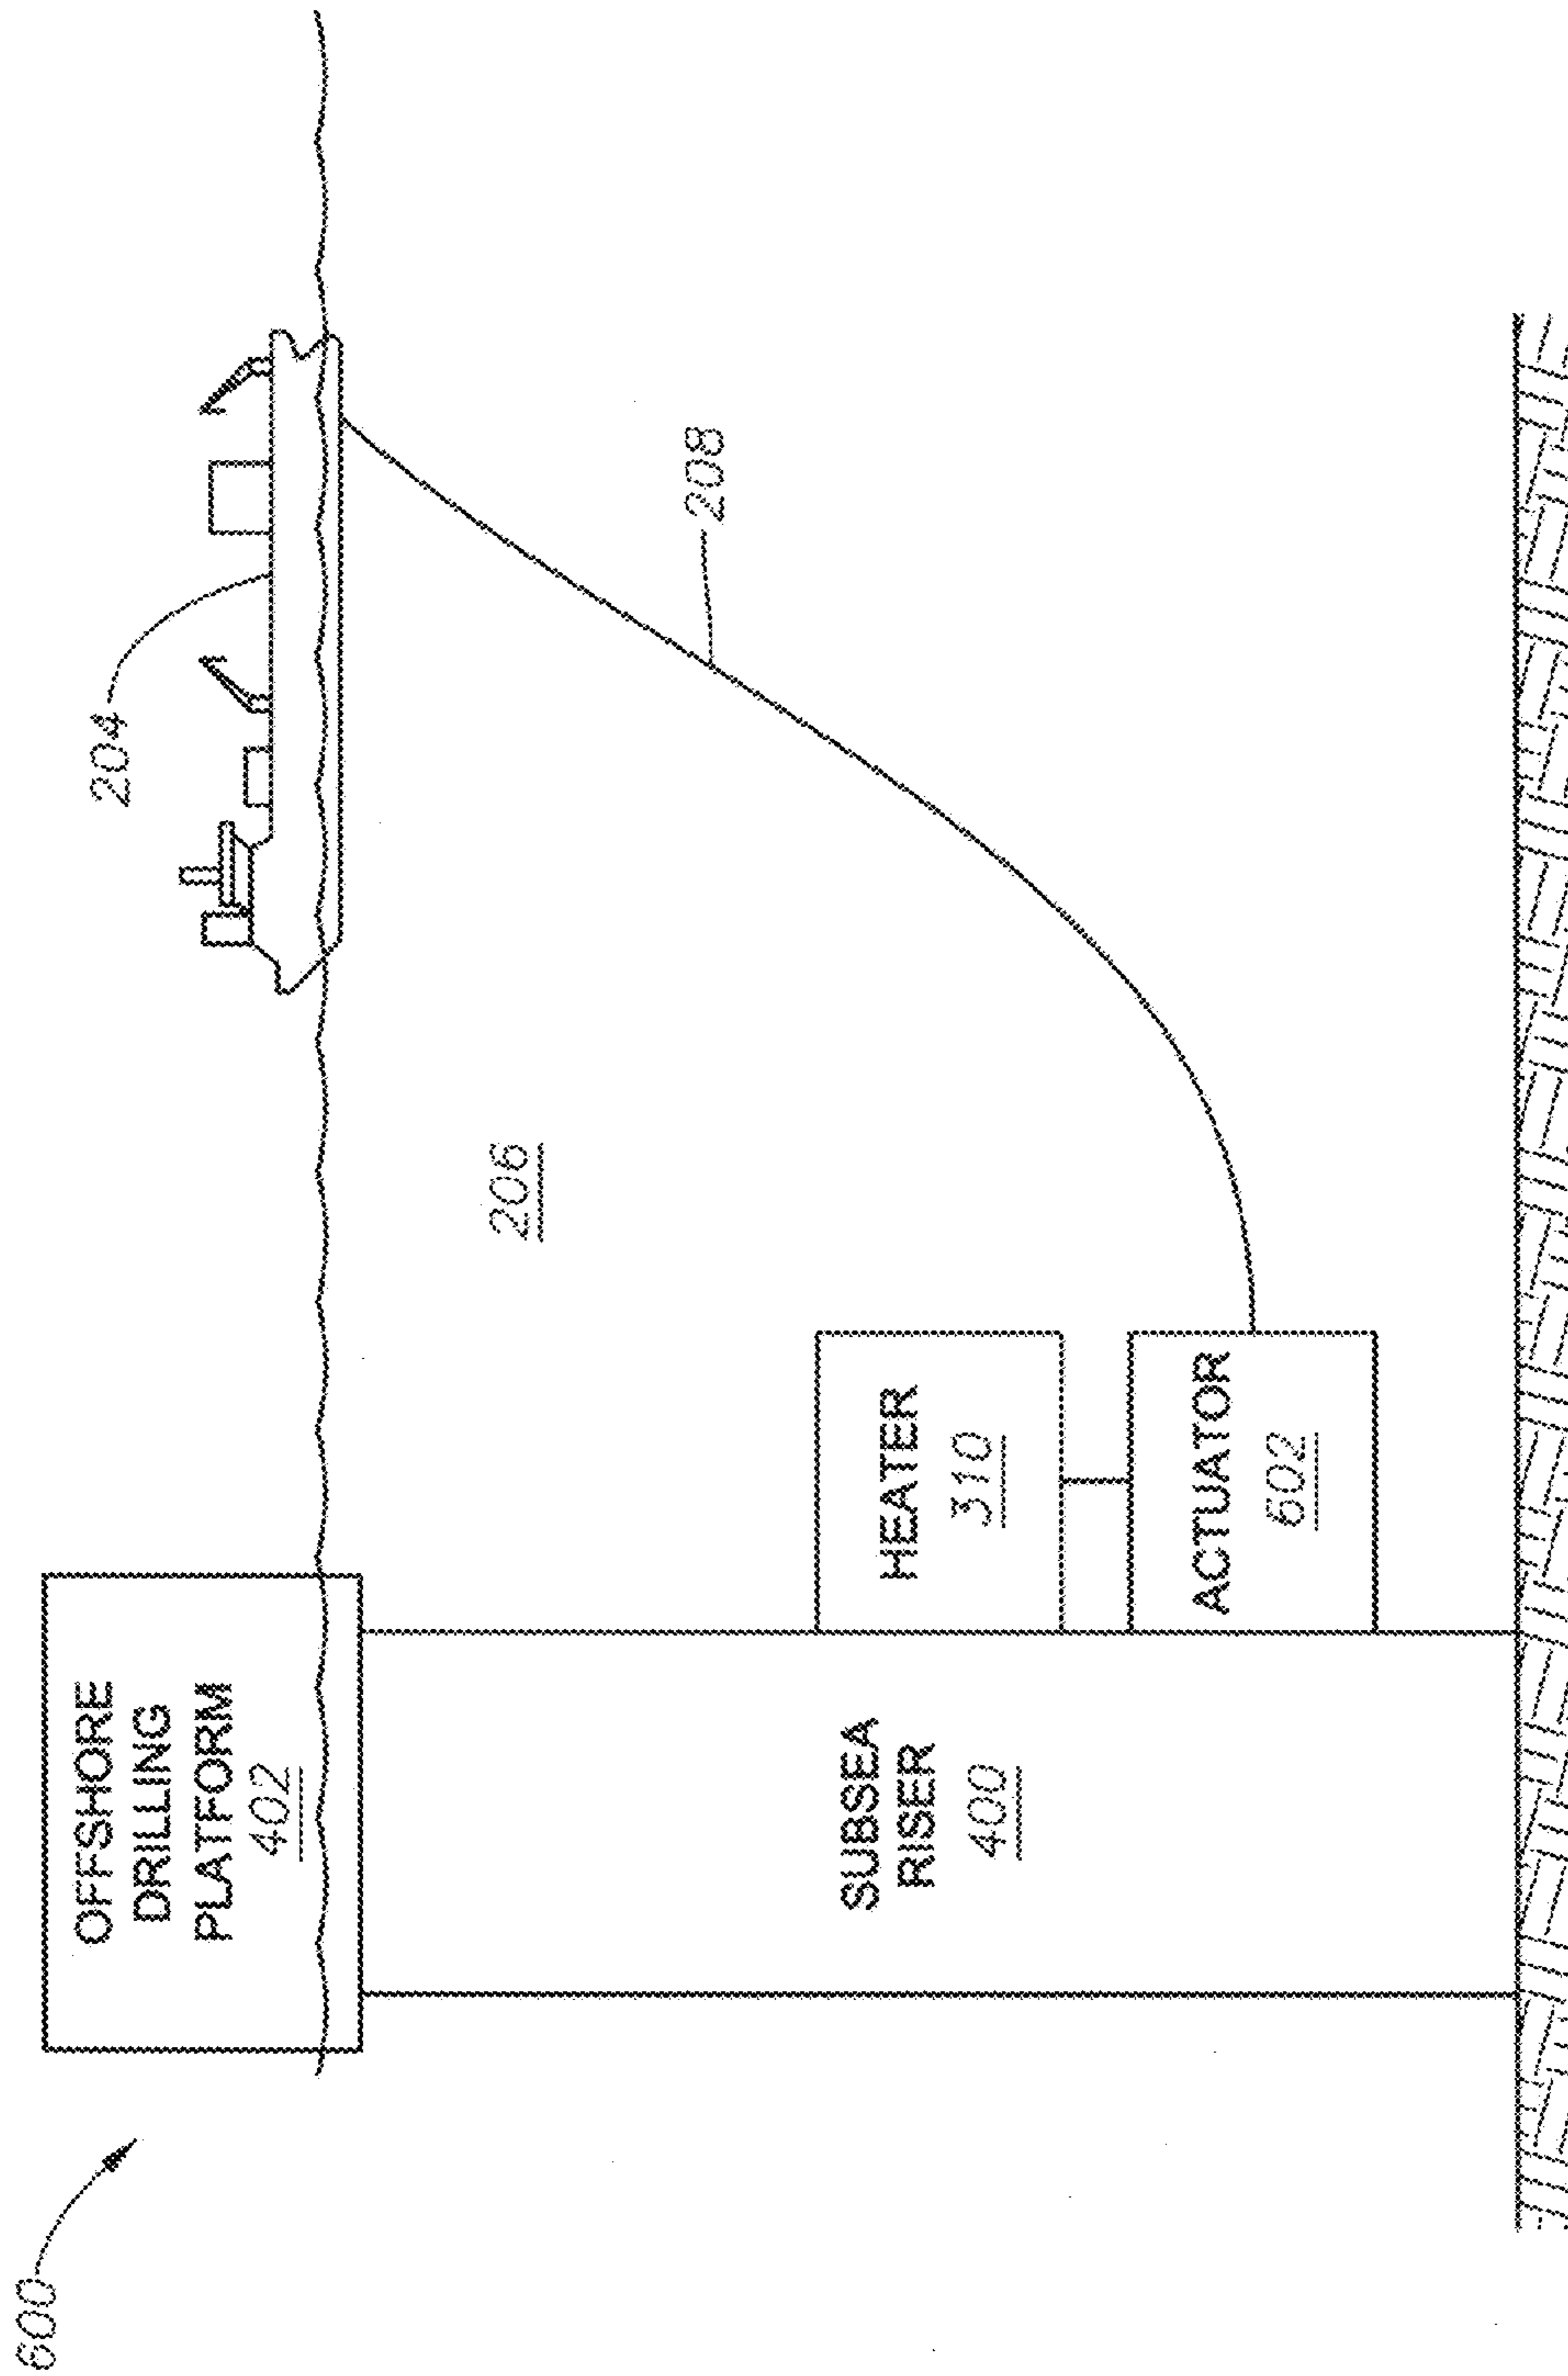 600
OFFSHORE
DRILLING
PLATFORM
402
204
208
206
SUBSEA
RISER
400
HEATER
310
ACTUATOR
602